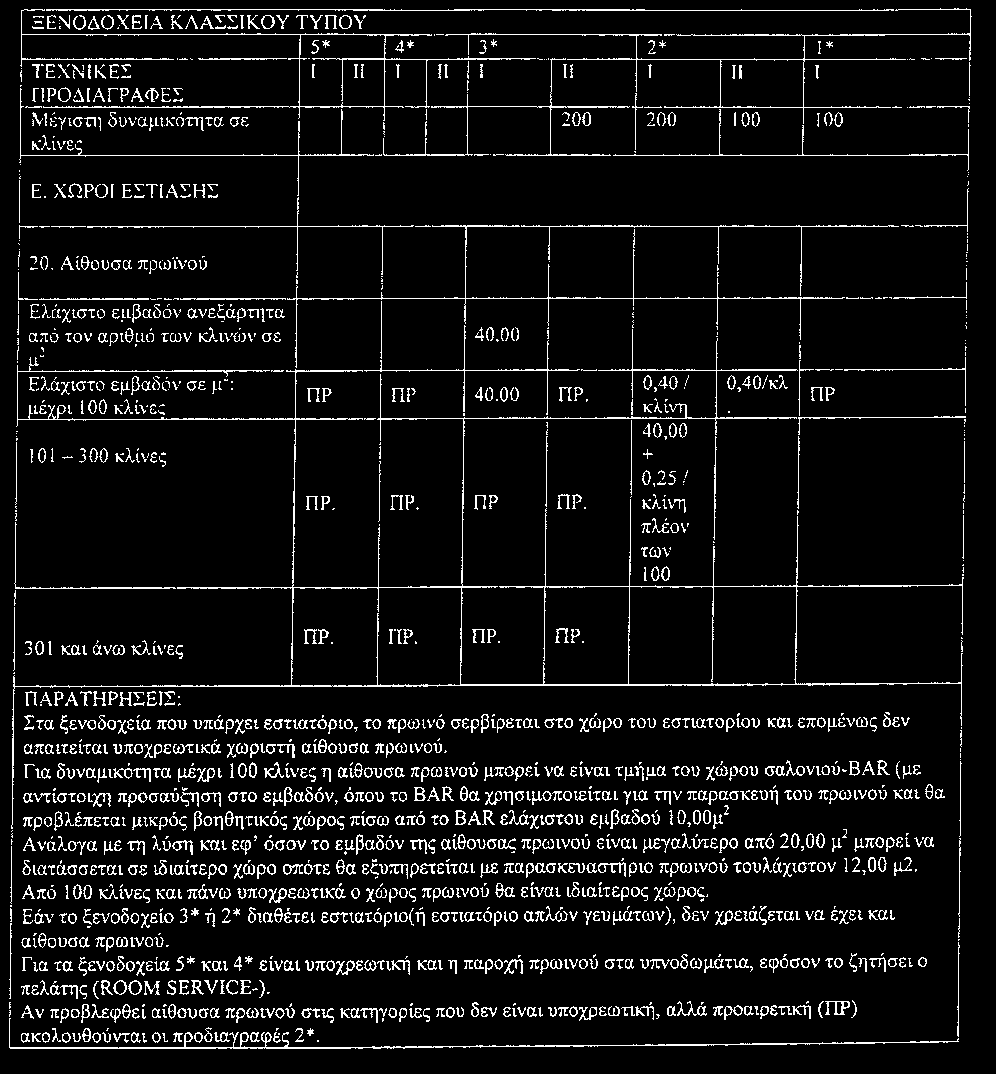 ΞΕΝΟΔΟΧΕΙΑ ΚΛΑΣΣΙΚΟΥ ΤΥΠΟΥ
5* 4* 3* 2* 1*
ΤΕΧΝΙΚΕΣ ΠΡΟΔΙΑΓΡΑΦΕΣ I II I II I II I II I
Μέγιστη δυναμικότητα σε κλίνες 200 200 100 100
Ε. ΧΩΡΟΙ ΕΣΤΙΑΣΗΣ
20. Αίθουσα πρωϊνού
Ελάχιστο εμβαδόν ανεξάρτητα
από τον αριθμό των κλινών σε
μ² 40.00
Ελάχιστο εμβαδόν σε μ²:
μέχρι 100 κλίνες ΠΡ ΠΡ 40.00 ΠΡ. 0,40 / κλίνη 0,40/κλ. ΠΡ
101 – 300 κλίνες ΠΡ. ΠΡ. ΠΡ ΠΡ. 40,00
+
0,25 /
κλίνη
πλέον
των
100
301 και άνω κλίνες ΠΡ. ΠΡ. ΠΡ. ΠΡ.
ΠΑΡΑΤΗΡΗΣΕΙΣ:
Στα ξενοδοχεία που υπάρχει εστιατόριο, το πρωινό σερβίρεται στο χώρο του εστιατορίου και επομένως δεν
απαιτείται υποχρεωτικά χωριστή αίθουσα πρωινού.
Για δυναμικότητα μέχρι 100 κλίνες η αίθουσα πρωινού μπορεί να είναι τμήμα του χώρου σαλονιού-BAR (με
αντίστοιχη προσαύξηση στο εμβαδόν, όπου το BAR θα χρησιμοποιείται για την παρασκευή του πρωινού και θα
προβλέπεται μικρός βοηθητικός χώρος πίσω από το BAR ελάχιστου εμβαδού 10,00μ²
Ανάλογα με τη λύση και εφ’ όσον το εμβαδόν της αίθουσας πρωινού είναι μεγαλύτερο από 20,00 μ² μπορεί να
διατάσσεται σε ιδιαίτερο χώρο οπότε θα εξυπηρετείται με παρασκευαστήριο πρωινού τουλάχιστον 12,00 μ2.
Από 100 κλίνες και πάνω υποχρεωτικά ο χώρος πρωινού θα είναι ιδιαίτερος χώρος.
Εάν το ξενοδοχείο 3* ή 2* διαθέτει εστιατόριο(ή εστιατόριο απλών γευμάτων), δεν χρειάζεται να έχει και
αίθουσα πρωινού.
Για τα ξενοδοχεία 5* και 4* είναι υποχρεωτική και η παροχή πρωινού στα υπνοδωμάτια, εφόσον το ζητήσει ο
πελάτης (ROOM SERVICE-).
Αν προβλεφθεί αίθουσα πρωινού στις κατηγορίες που δεν είναι υποχρεωτική, αλλά προαιρετική (ΠΡ)
ακολουθούνται οι προδιαγραφές 2*.